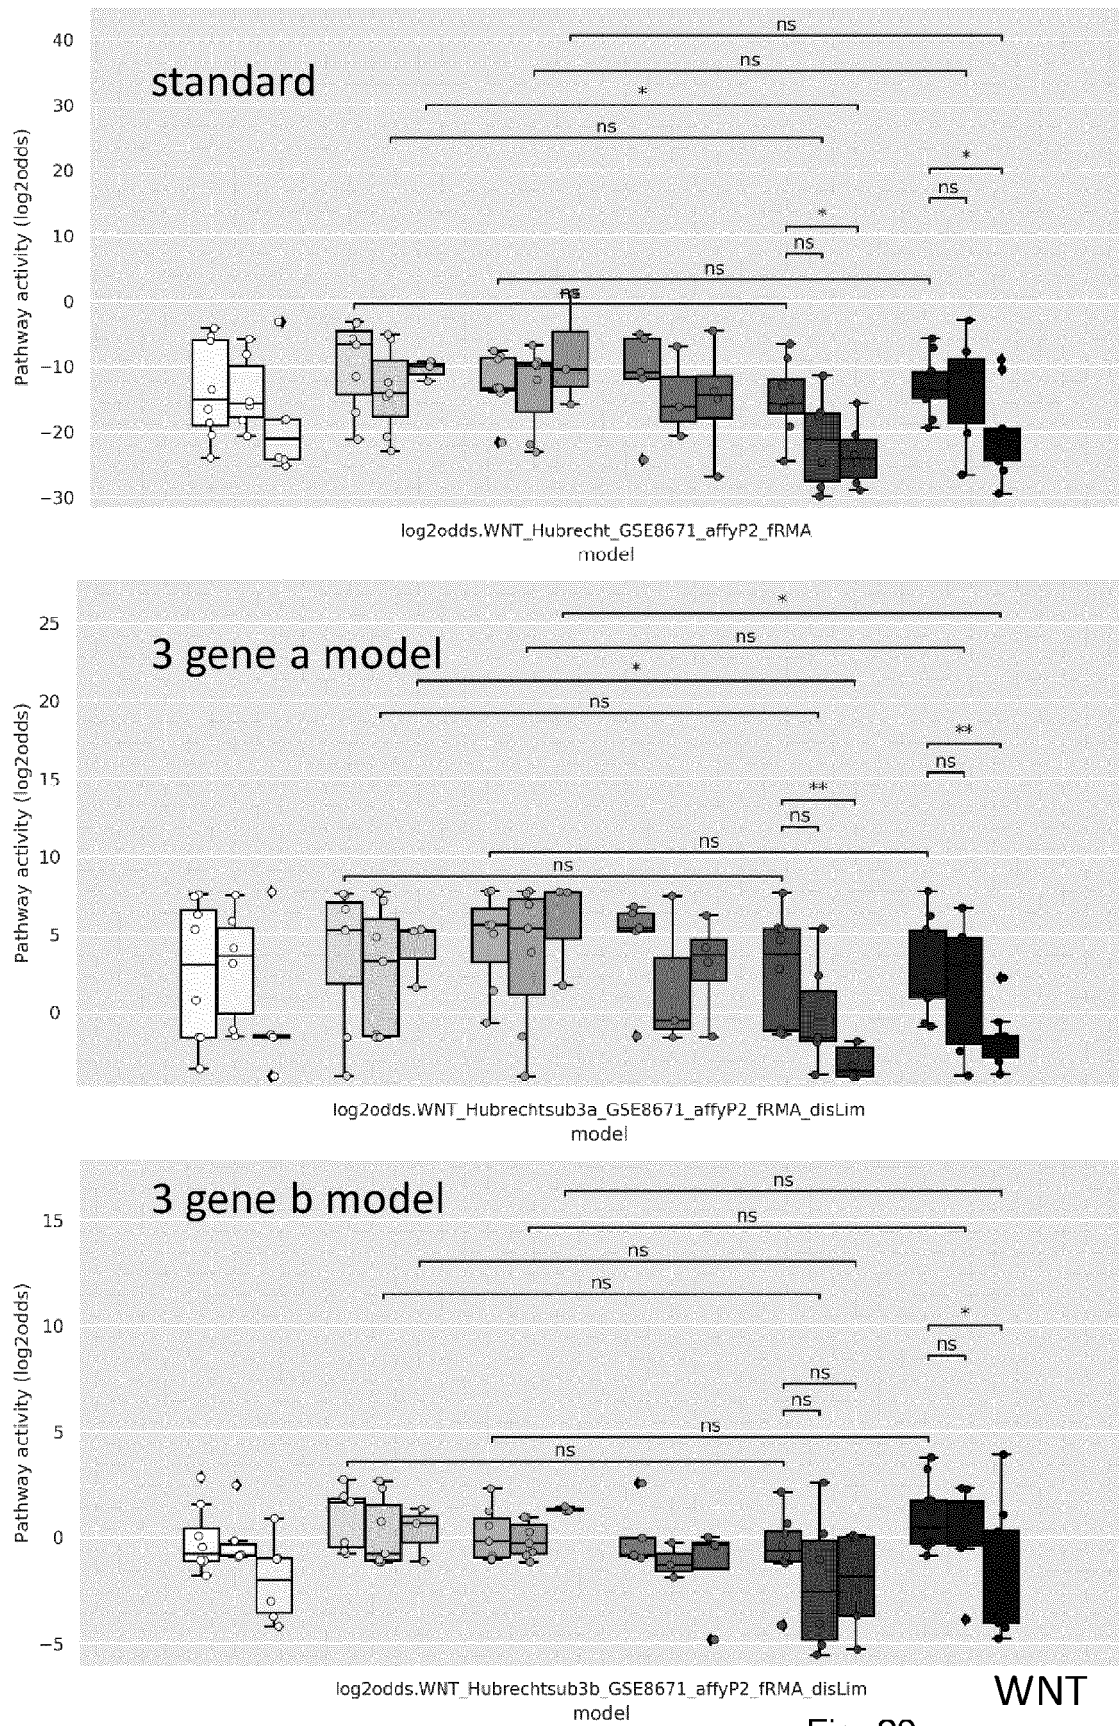 40
ns
standard
ns
30
*
ns
20
*
ns
10
*
ns
ns
0
ns
−10
−20
−30
Pathway activity (log2odds)
log2odds.WNT_Hubrecht_GSE8671_affyP2_fRMA
model
25
*
3 gene a model
ns
*
20
ns
**
15
ns
**
ns
ns
10
ns
5
0
Pathway activity (log2odds)
log2odds.WNT_Hubrechtsub3a_GSE8671_affyP2_fRMA_disLim
model
3 gene b model
ns
15
ns
ns
ns
10
*
ns
ns
ns
5
ns
ns
0
−5
Pathway activity (log2odds)
log2odds.WNT_Hubrechtsub3b_GSE8671_affyP2_fRMA_disLim
model
WNT